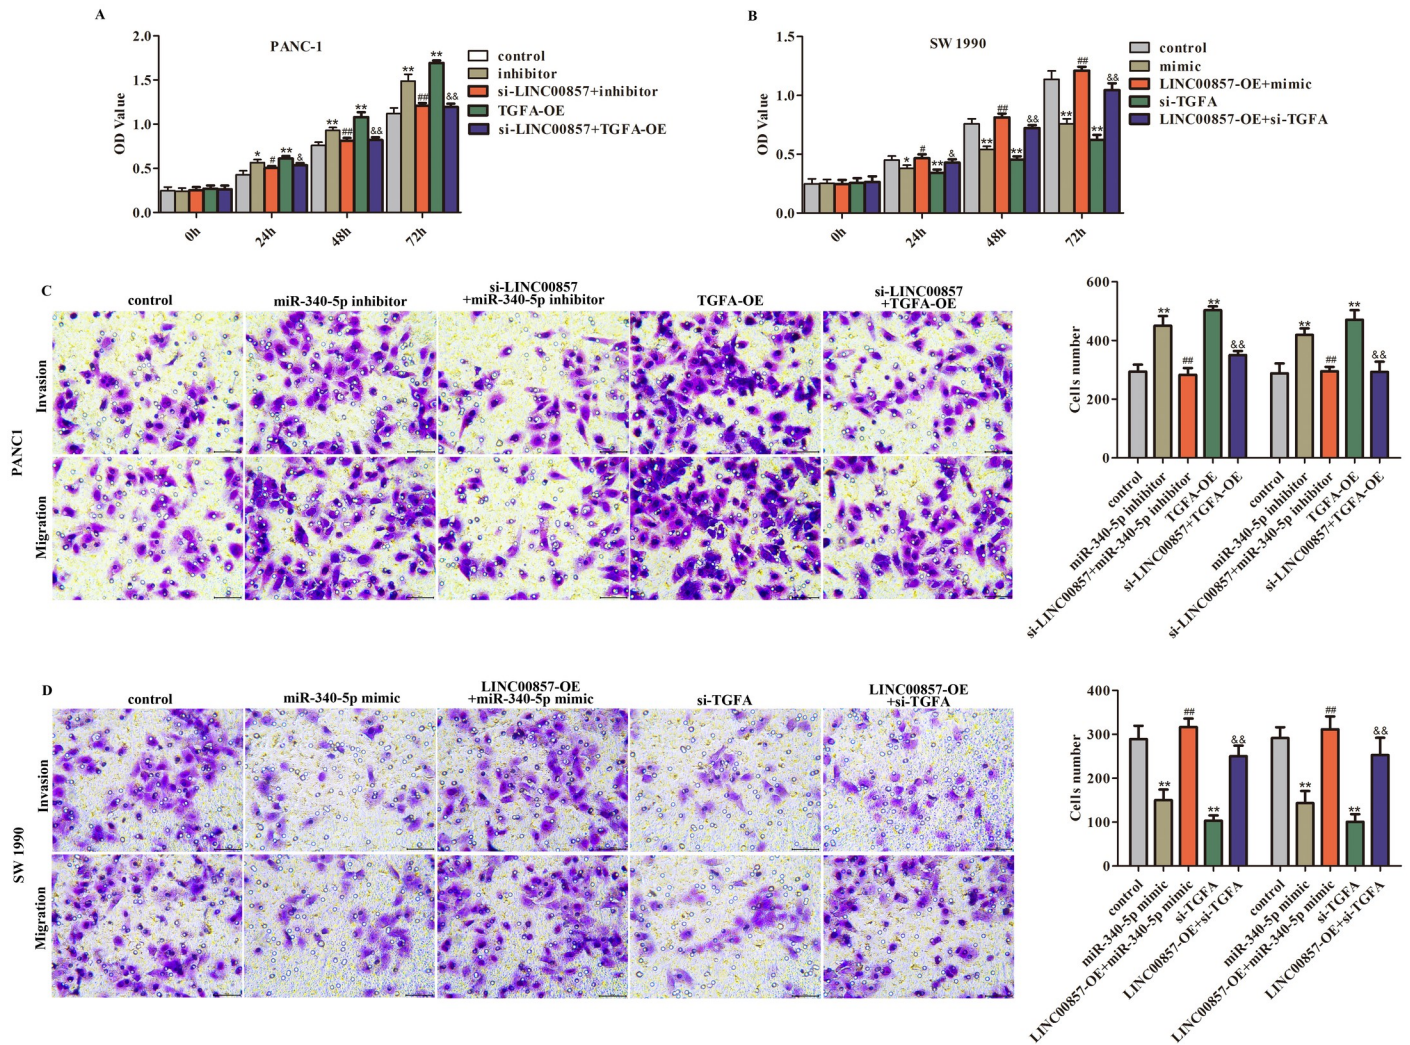 A
PANC-1
OD Value
2.0
1.5
1.0
0.5
0.0
0h
24h
48h
72h
*
#
**
&
**
##
**
&&
**
##
**
&&
control
inhibitor
si-LINC00857+inhibitor
TGFA-OE
si-LINC00857+TGFA-OE
B
SW 1990
OD Value
1.5
1.0
0.5
0.0
0h
24h
48h
72h
*
#
**
&
**
##
**
&&
**
##
**
&&
control
mimic
LINC00857-OE+mimic
si-TGFA
LINC00857-OE+si-TGFA
C
control
miR-340-5p inhibitor
si-LINC00857
+miR-340-5p inhibitor
TGFA-OE
si-LINC00857
+TGFA-OE
PANC1
Invasion
Migration
Cells number
600
400
200
0
**
##
**
&&
**
##
**
&&
control
miR-340-5p inhibitor
si-LINC00857+miR-340-5p inhibitor
TGFA-OE
si-LINC00857+TGFA-OE
control
miR-340-5p inhibitor
si-LINC00857+miR-340-5p inhibitor
TGFA-OE
si-LINC00857+TGFA-OE
D
control
miR-340-5p mimic
LINC00857-OE
+miR-340-5p mimic
si-TGFA
LINC00857-OE
+si-TGFA
SW 1990
Invasion
Migration
Cells number
400
300
200
100
0
**
##
**
&&
**
##
**
&&
control
miR-340-5p mimic
LINC00857-OE+miR-340-5p mimic
si-TGFA
LINC00857-OE+si-TGFA
control
miR-340-5p mimic
LINC00857-OE+miR-340-5p mimic
si-TGFA
LINC00857-OE+si-TGFA